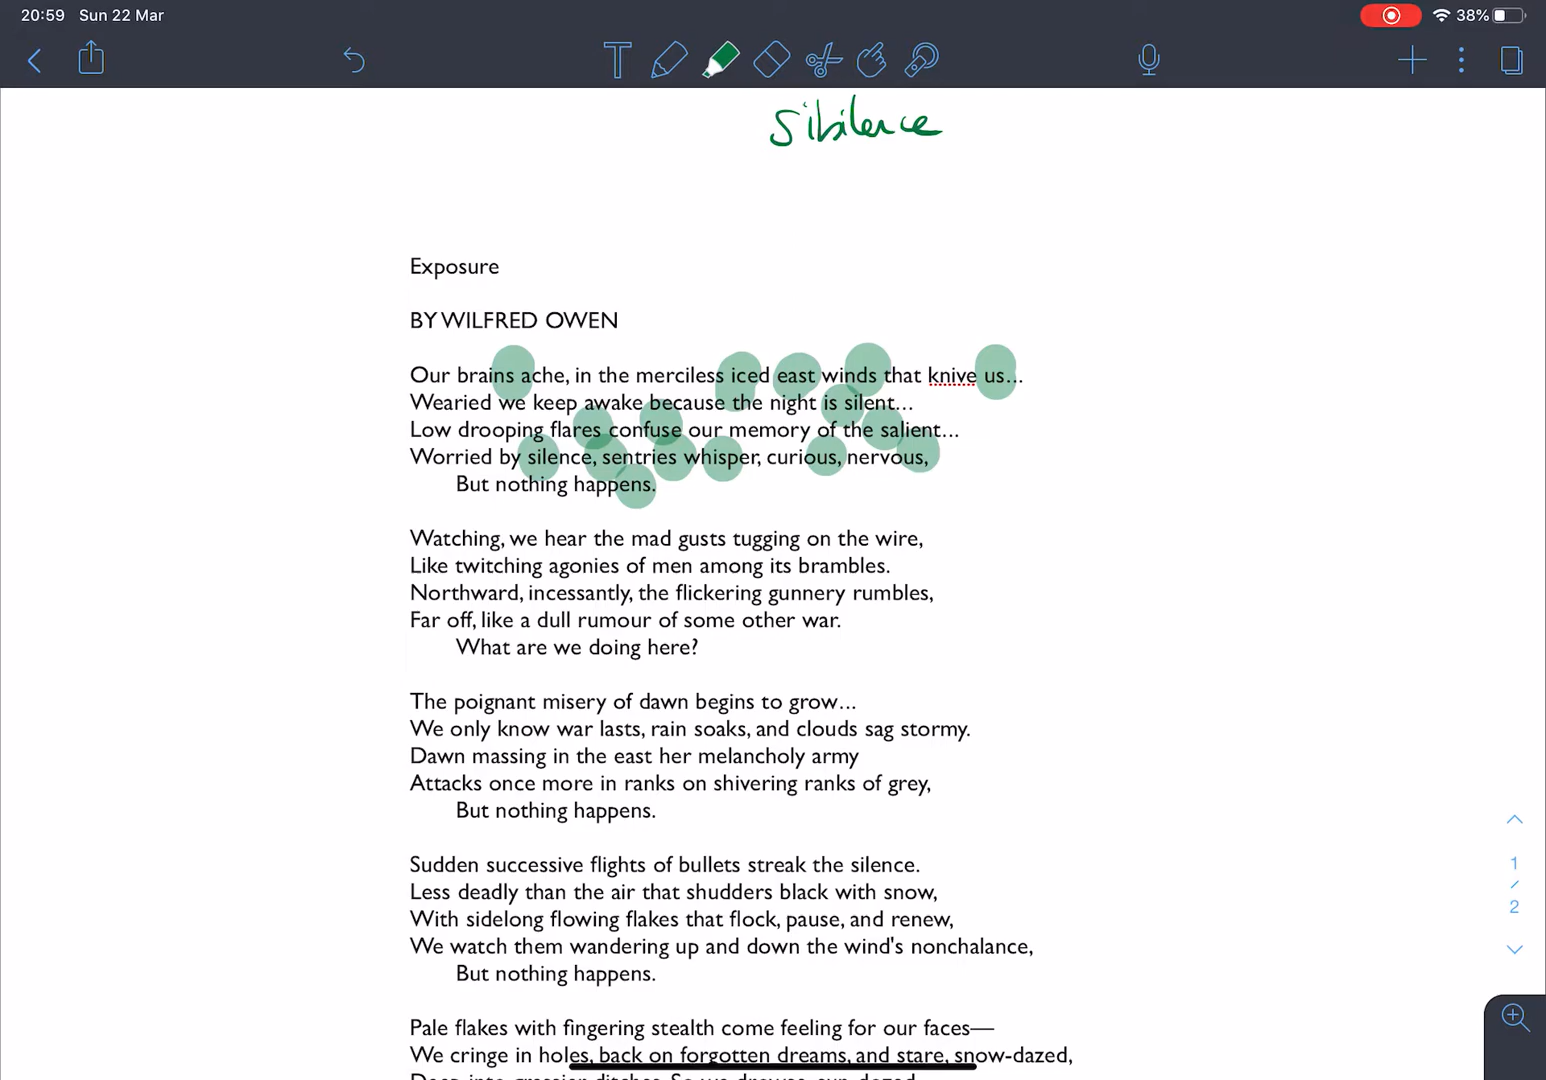 20:59 Sun 22 Mar 38%
Sibilence
Exposure
BY WILFRED OWEN
Our brains ache, in the merciless iced east winds that knive us...
Wearied we keep awake because the night is silent...
Low drooping flares confuse our memory of the salient...
Worried by silence, sentries whisper, curious, nervous,
But nothing happens.
Watching, we hear the mad gusts tugging on the wire,
Like twitching agonies of men among its brambles.
Northward, incessantly, the flickering gunnery rumbles,
Far off, like a dull rumour of some other war.
What are we doing here?
The poignant misery of dawn begins to grow...
We only know war lasts, rain soaks, and clouds sag stormy.
Dawn massing in the east her melancholy army
Attacks once more in ranks on shivering ranks of grey,
But nothing happens.
1
/
2
Sudden successive flights of bullets streak the silence.
Less deadly than the air that shudders black with snow,
With sidelong flowing flakes that flock, pause, and renew,
We watch them wandering up and down the wind's nonchalance,
But nothing happens.
Pale flakes with fingering stealth come feeling for our faces—
We cringe in holes, back on forgotten dreams, and stare, snow-dazed,